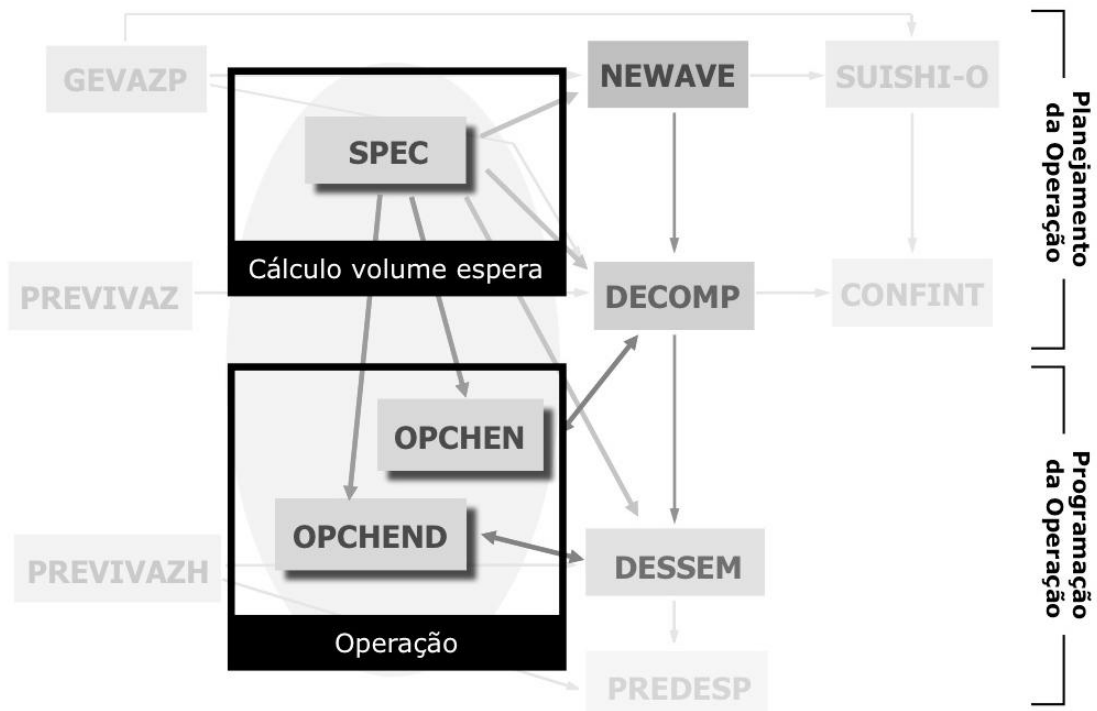 GEVAZP
NEWAVE
SUISHI-O
SPEC
Cálculo volume espera
PREVIVAZ
DECOMP
CONFINT
Planejamento
da Operação
OPCHEN
OPCHEND
PREVIVAZH
DESSEM
Operação
PREDESP
Programação
da Operação